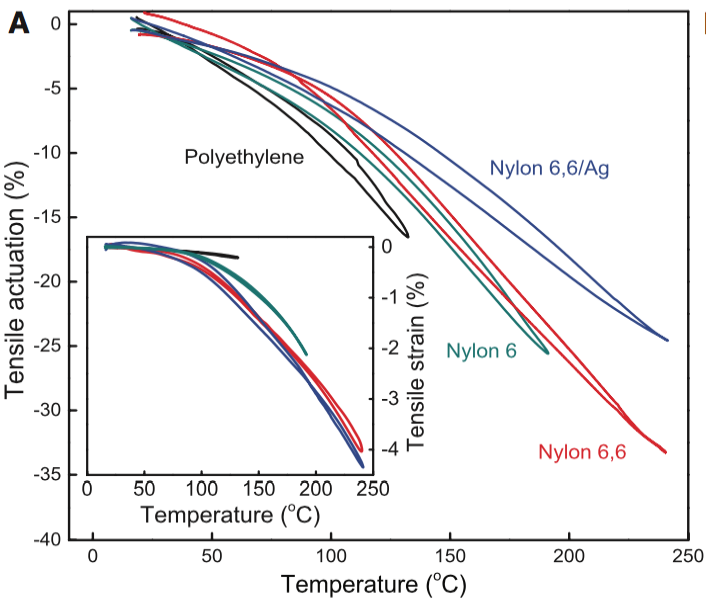 A
0
-5
-10
-15
-20
-25
-30
-35
-40
Tensile actuation (%)
Polyethylene
Nylon 6,6/Ag
Nylon 6
Nylon 6,6
0
-1
-2
-3
-4
Tensile strain (%)
0 50 100 150 200 250
Temperature (°C)
0 50 100 150 200 250
Temperature (°C)